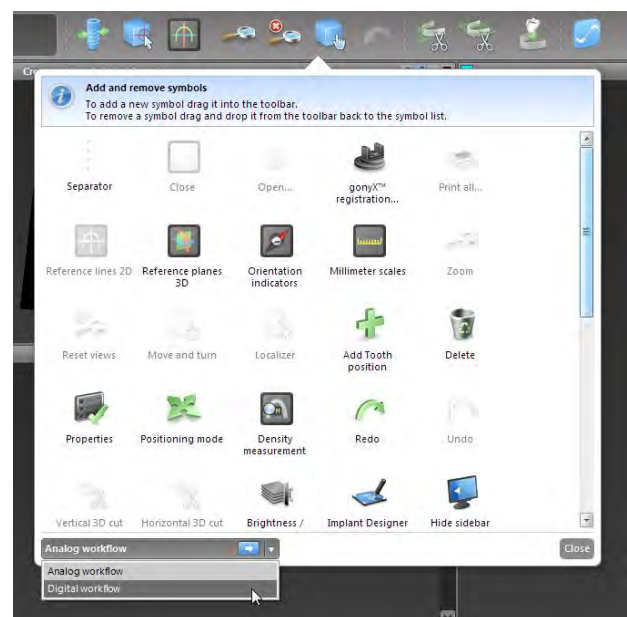 Add and remove symbols
To add a new symbol drag it into the toolbar.
To remove a symbol drag and drop it from the toolbar back to the symbol list.
Separator
Close
Open...
gonyX™
registration...
Print all...
Reference lines 2D
Reference planes
3D
Orientation
indicators
Millimeter scales
Zoom
Reset views
Move and turn
Localizer
Add Tooth
position
Delete
Properties
Positioning mode
Density
measurement
Redo
Undo
Vertical 3D cut
Horizontal 3D cut
Brightness /
Implant Designer
Hide sidebar
Analog workflow
Close
Analog workflow
Digital workflow